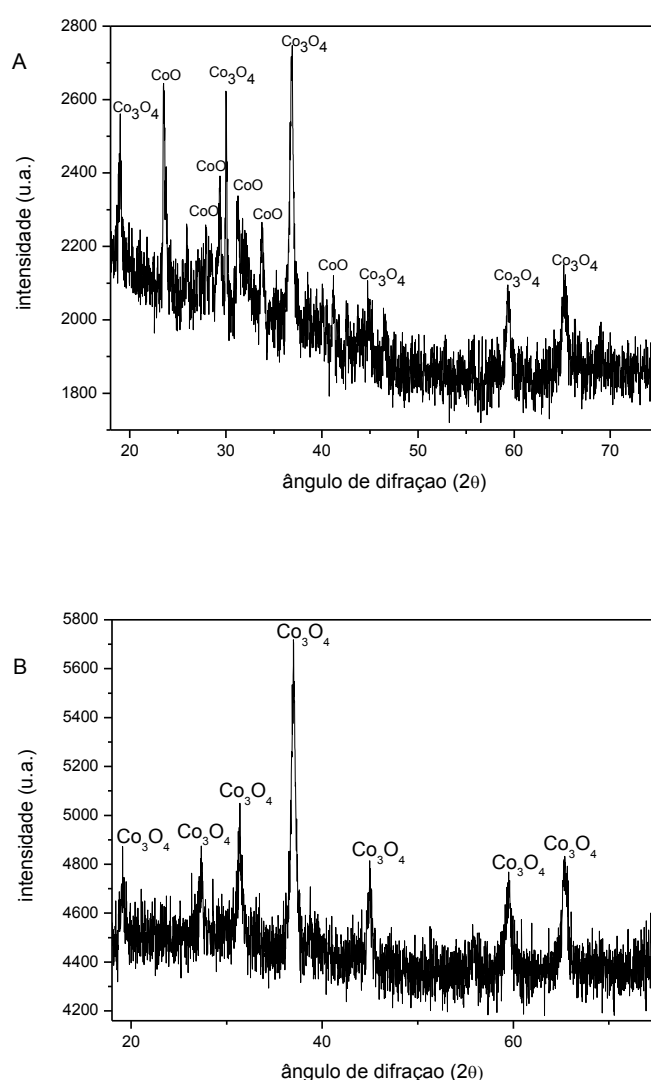 A
2800
2600
2400
2200
2000
1800
Co₃O₄
CoO
Co₃O₄
Co₃O₄
CoO
CoO
CoO
CoO
CoO
Co₃O₄
Co₃O₄
Co₃O₄
intensidade (u.a.)
20 30 40 50 60 70
ângulo de difraçao (2θ)
B
5800
5600
5400
5200
5000
4800
4600
4400
4200
Co₃O₄
Co₃O₄
Co₃O₄
Co₃O₄
Co₃O₄
Co₃O₄
Co₃O₄
intensidade (u.a.)
20 40 60
ângulo de difraçao (2θ)